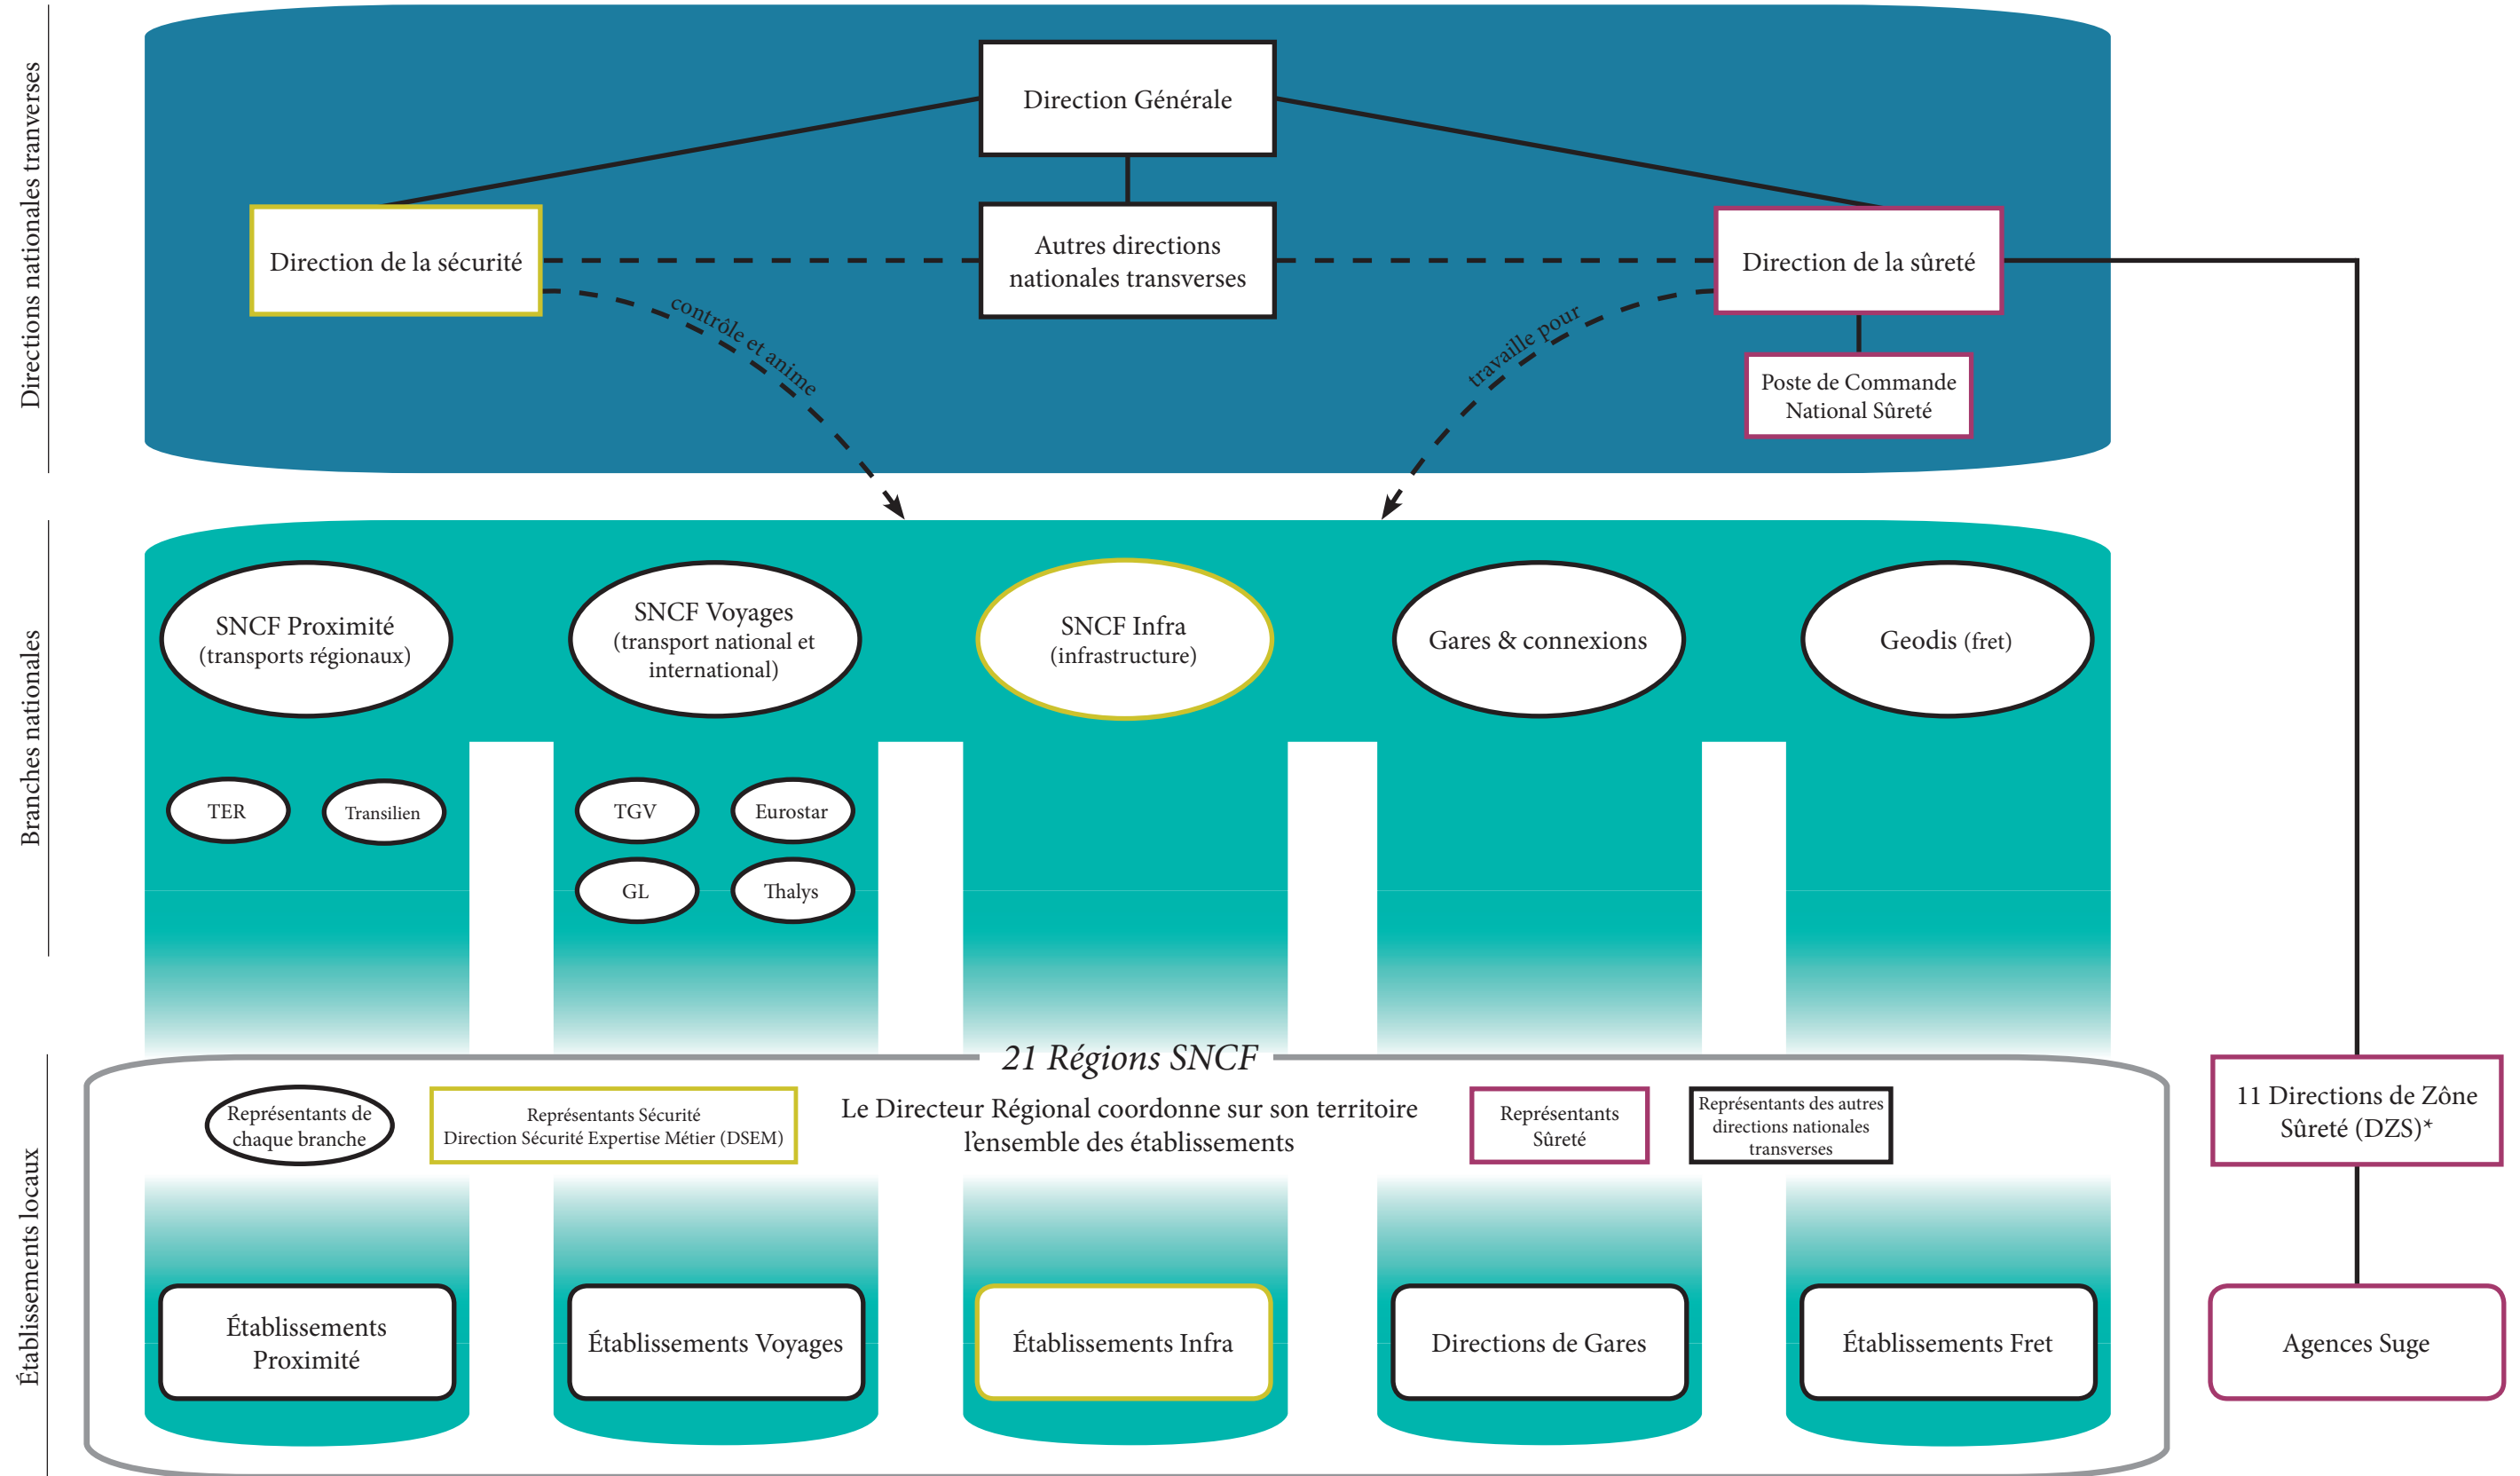 Directions nationales tranverses
Direction Générale
Direction de la sécurité
Autres directions
nationales transverses
Direction de la sûreté
contrôle et anime
travaille pour
Poste de Commande
National Sûreté
Branches nationales
SNCF Proximité
(transports régionaux)
SNCF Voyages
(transport national et
international)
SNCF Infra
(infrastructure)
Gares & connexions
Geodis (fret)
TER
Transilien
TGV
Eurostar
GL
Thalys
Établissements locaux
21 Régions SNCF
Représentants de
chaque branche
Représentants Sécurité
Direction Sécurité Expertise Métier (DSEM)
Le Directeur Régional coordonne sur son territoire
l'ensemble des établissements
Représentants
Sûreté
Représentants des autres
directions nationales
transverses
11 Directions de Zône
Sûreté (DZS)*
Établissements
Proximité
Établissements Voyages
Établissements Infra
Directions de Gares
Établissements Fret
Agences Suge